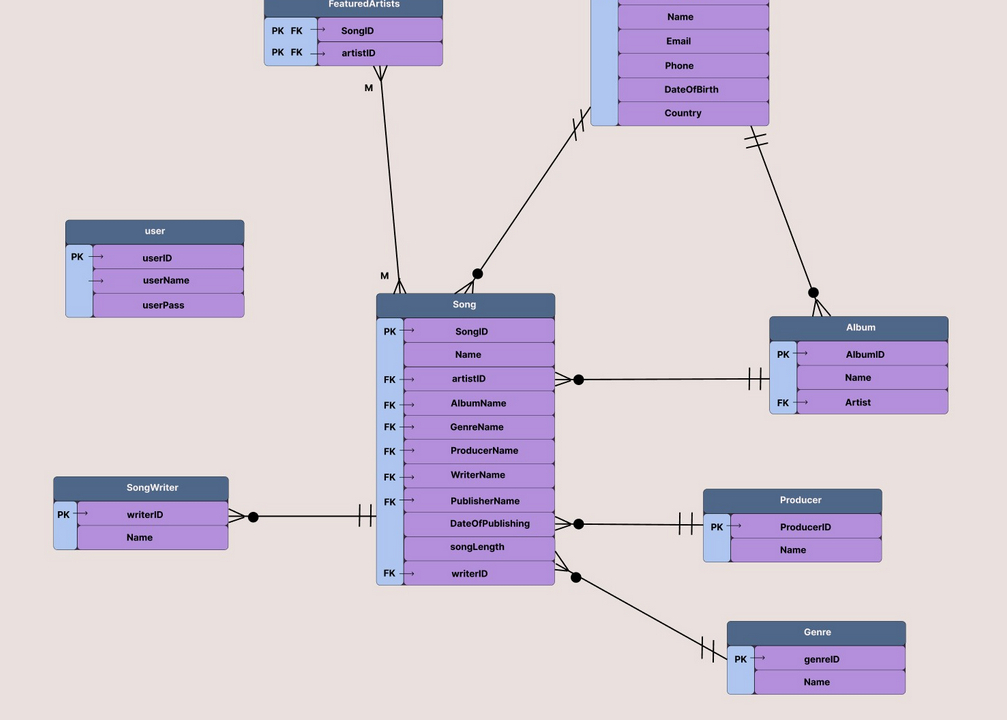 FeaturedArtists
PK FK SongID
PK FK artistID
M
Name
Email
Phone
DateOfBirth
Country
user
PK userID
userName
userPass
M
Song
PK SongID
Name
FK artistID
FK AlbumName
FK GenreName
FK ProducerName
FK WriterName
FK PublisherName
DateOfPublishing
songLength
FK writerID
Album
PK AlbumID
Name
FK Artist
SongWriter
PK writerID
Name
Producer
PK ProducerID
Name
Genre
PK genreID
Name